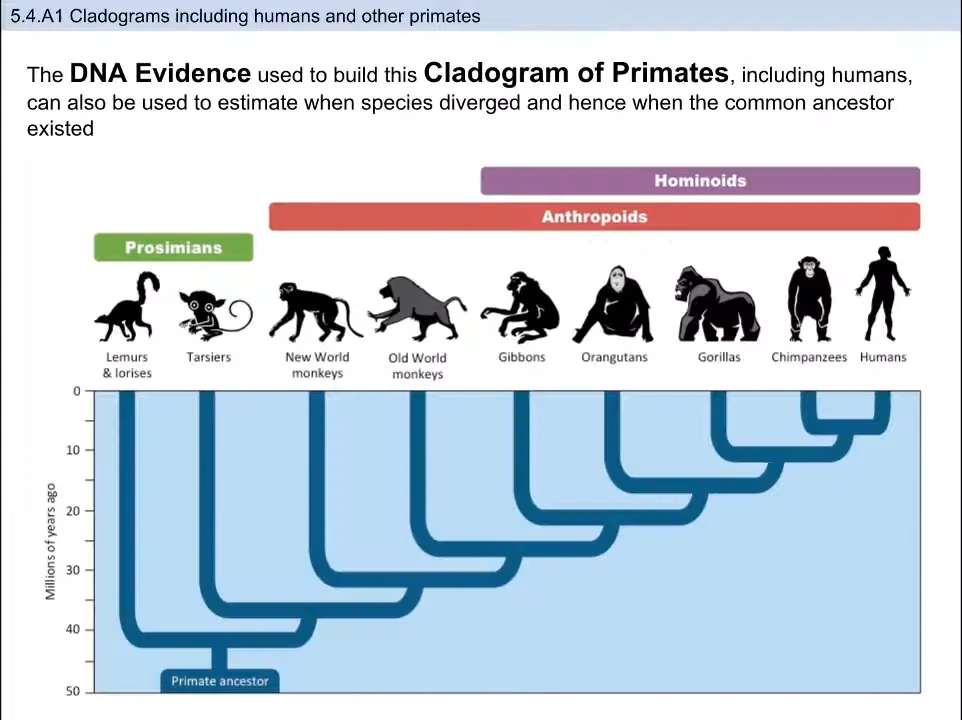 5.4.A1 Cladograms including humans and other primates
The DNA Evidence used to build this Cladogram of Primates, including humans,
can also be used to estimate when species diverged and hence when the common ancestor
existed
Hominoids
Anthropoids
Prosimians
Lemurs
& lorises
Tarsiers
New World
monkeys
Old World
monkeys
Gibbons
Orangutans
Gorillas
Chimpanzees
Humans
Millions of years ago
0
10
20
30
40
50
Primate ancestor